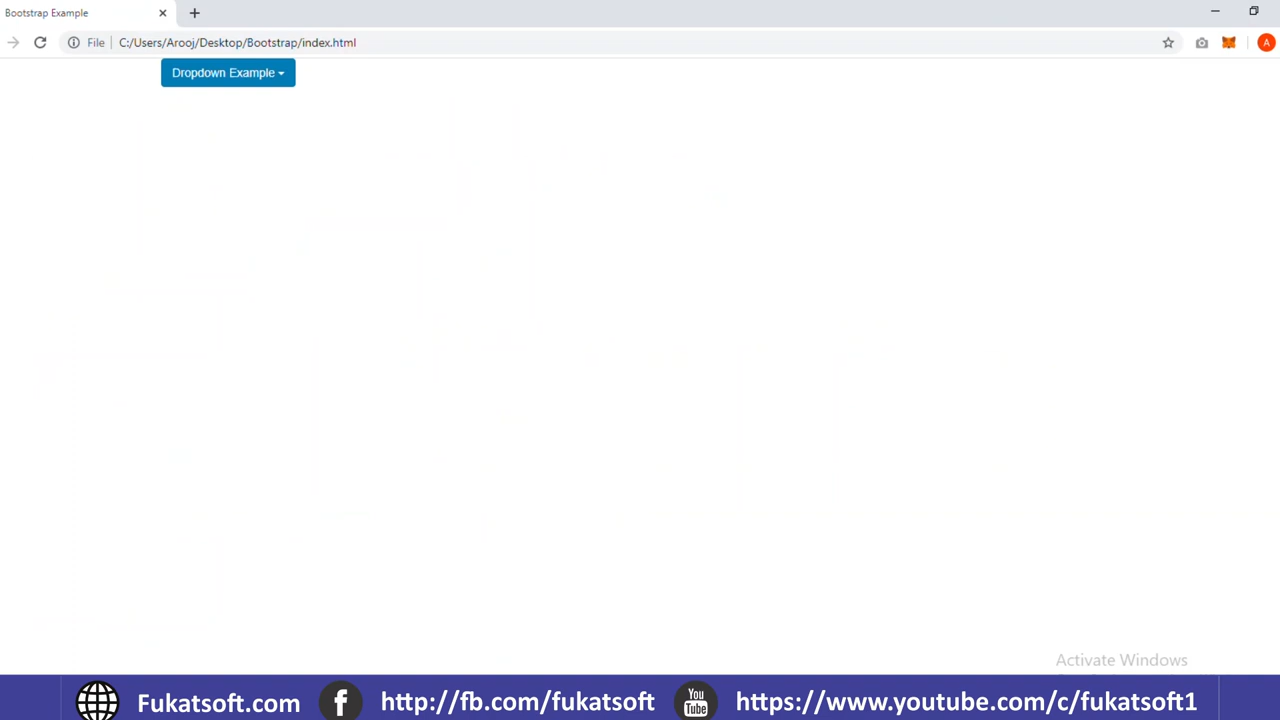 Bootstrap Example
File C:/Users/Arooj/Desktop/Bootstrap/index.html
A
Dropdown Example
Activate Windows
Fukatsoft.com f http://fb.com/fukatsoft You Tube https://www.youtube.com/c/fukatsoft1